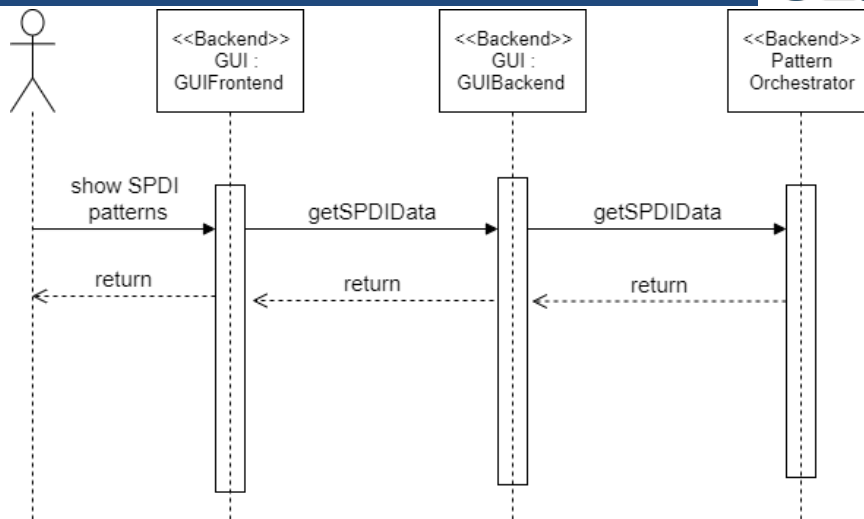 <<Backend>>
GUI :
GUIFrontend
<<Backend>>
GUI :
GUIBackend
<<Backend>>
Pattern
Orchestrator
show SPDI
patterns
getSPDIData
getSPDIData
return
return
return